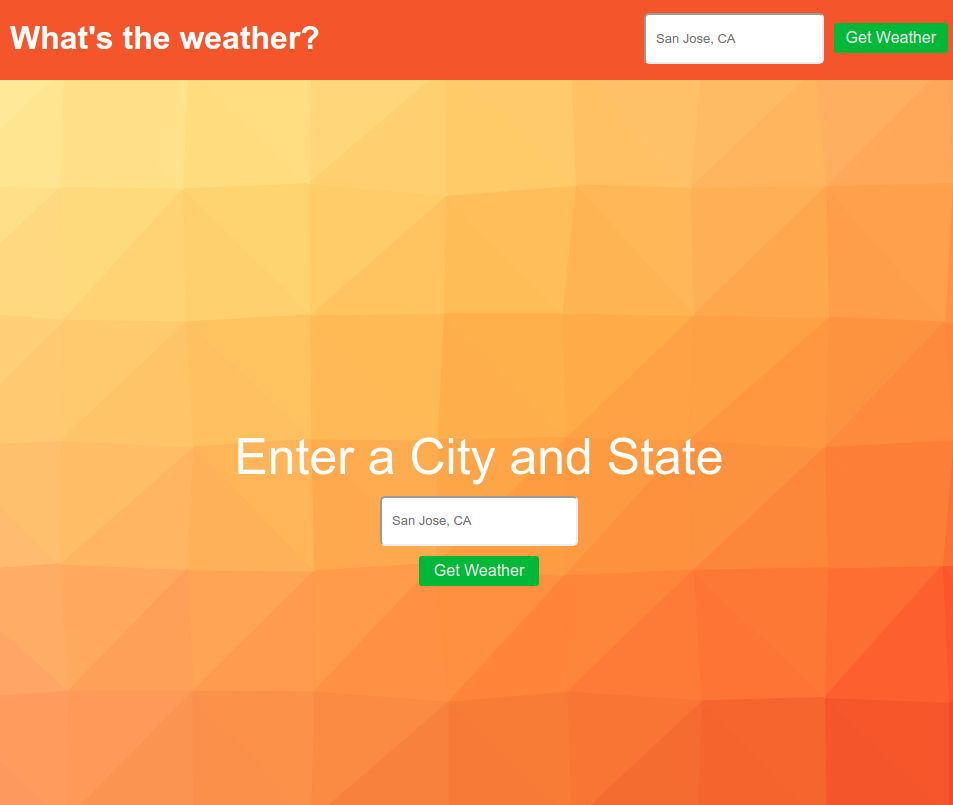 What's the weather?
San Jose, CA
Get Weather
Enter a City and State
San Jose, CA
Get Weather